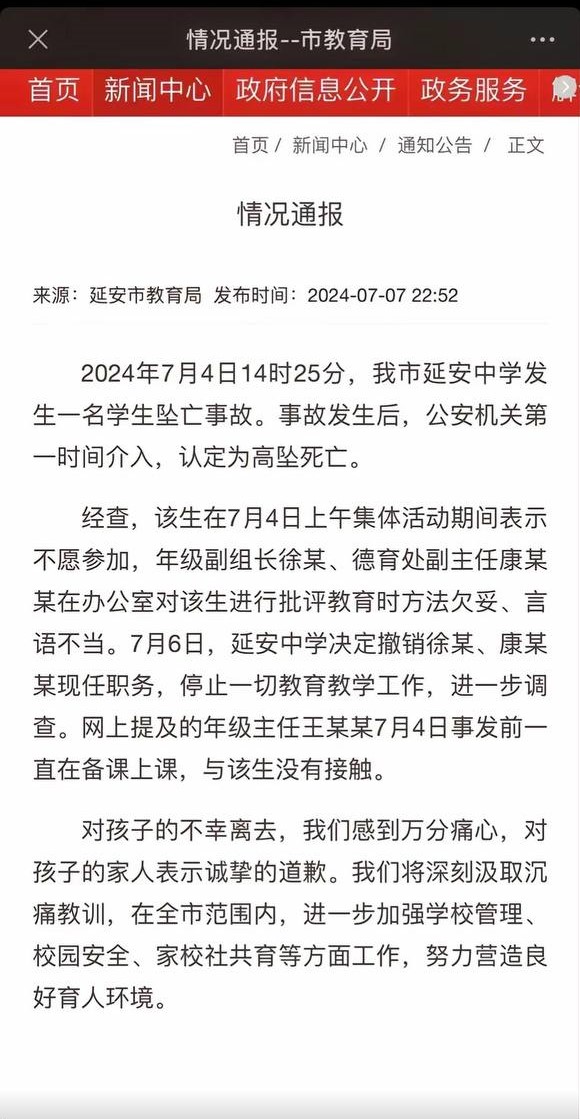 情况通报--市教育局
首页 新闻中心 政府信息公开 政务服务
首页 / 新闻中心 / 通知公告 / 正文
情况通报
来源：延安市教育局 发布时间：2024-07-07 22:52
2024年7月4日14时25分，我市延安中学发
生一名学生坠亡事故。事故发生后，公安机关第
一时间介入，认定为高坠死亡。
经查，该生在7月4日上午集体活动期间表示
不愿参加，年级副组长徐某、德育处副主任康某
某在办公室对该生进行批评教育时方法欠妥、言
语不当。7月6日，延安中学决定撤销徐某、康某
某现任职务，停止一切教育教学工作，进一步调
查。网上提及的年级主任王某某7月4日事发前一
直在备课上课，与该生没有接触。
对孩子的不幸离去，我们感到万分痛心，对
孩子的家人表示诚挚的道歉。我们将深刻汲取沉
痛教训，在全市范围内，进一步加强学校管理、
校园安全、家校社共育等方面工作，努力营造良
好育人环境。